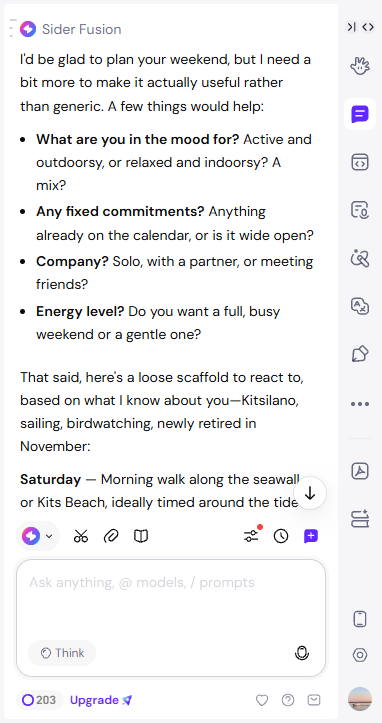 Sider Fusion
I'd be glad to plan your weekend, but I need a
bit more to make it actually useful rather
than generic. A few things would help:
• What are you in the mood for? Active and
outdoorsy, or relaxed and indoorsy? A
mix?
• Any fixed commitments? Anything
already on the calendar, or is it wide open?
• Company? Solo, with a partner, or meeting
friends?
• Energy level? Do you want a full, busy
weekend or a gentle one?
That said, here's a loose scaffold to react to,
based on what I know about you—Kitsilano,
sailing, birdwatching, newly retired in
November:
Saturday — Morning walk along the seawall
or Kits Beach, ideally timed around the tide
Ask anything, @ models, / prompts
Think
203 Upgrade